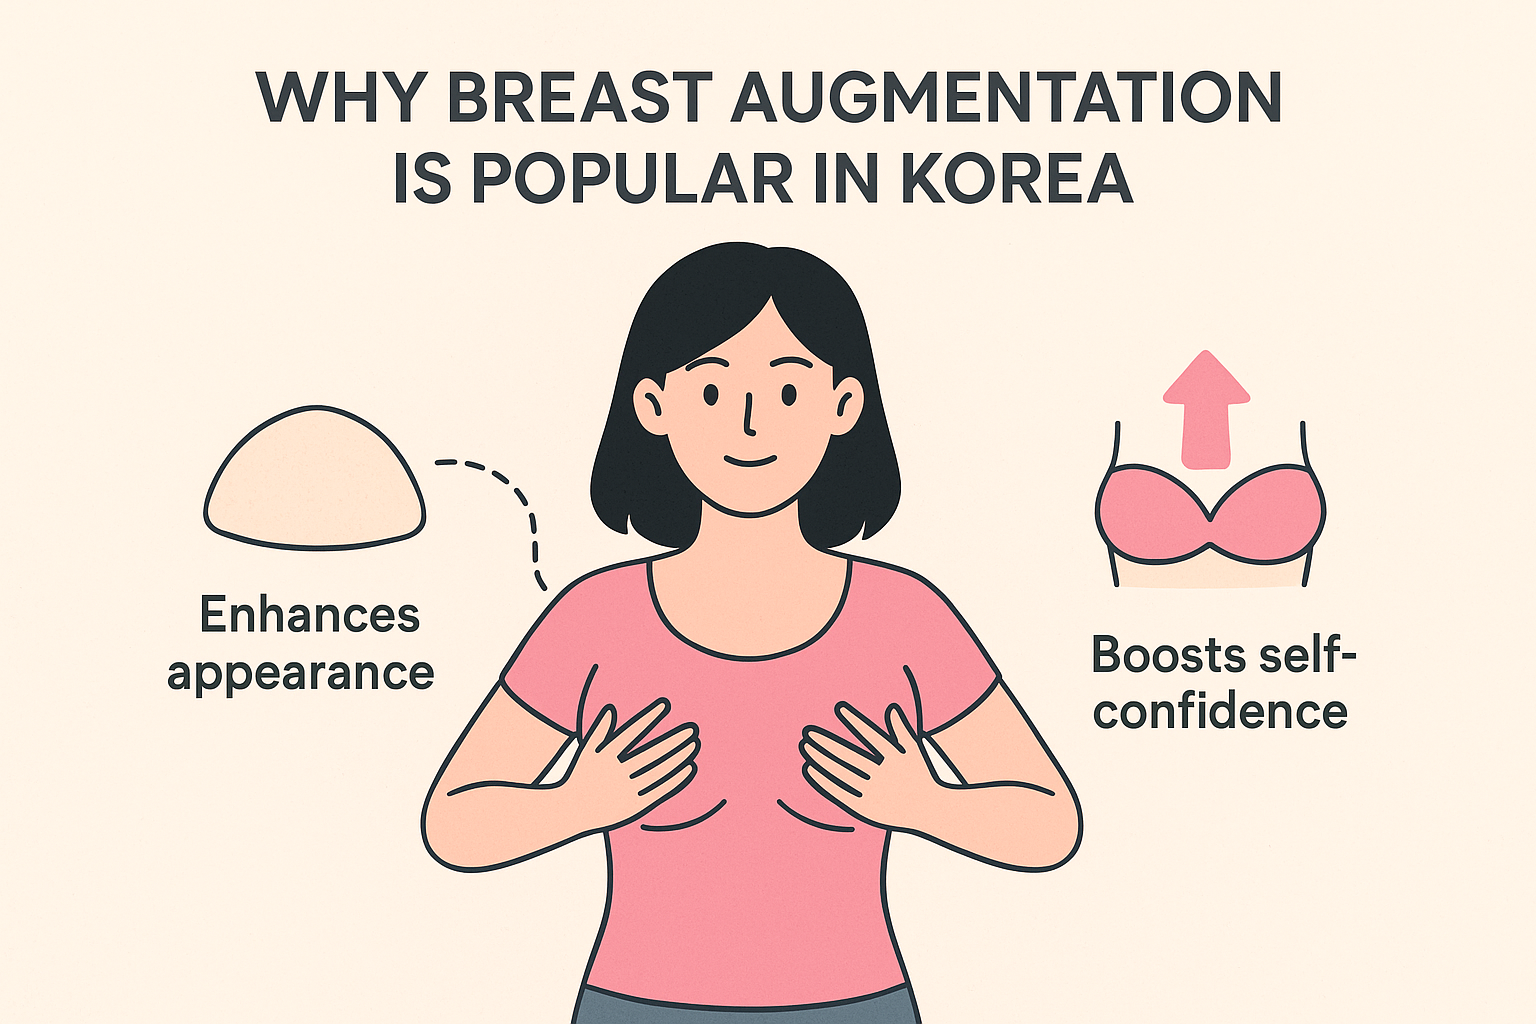 WHY BREAST AUGMENTATION
IS POPULAR IN KOREA
Enhances
appearance
Boosts self-
confidence